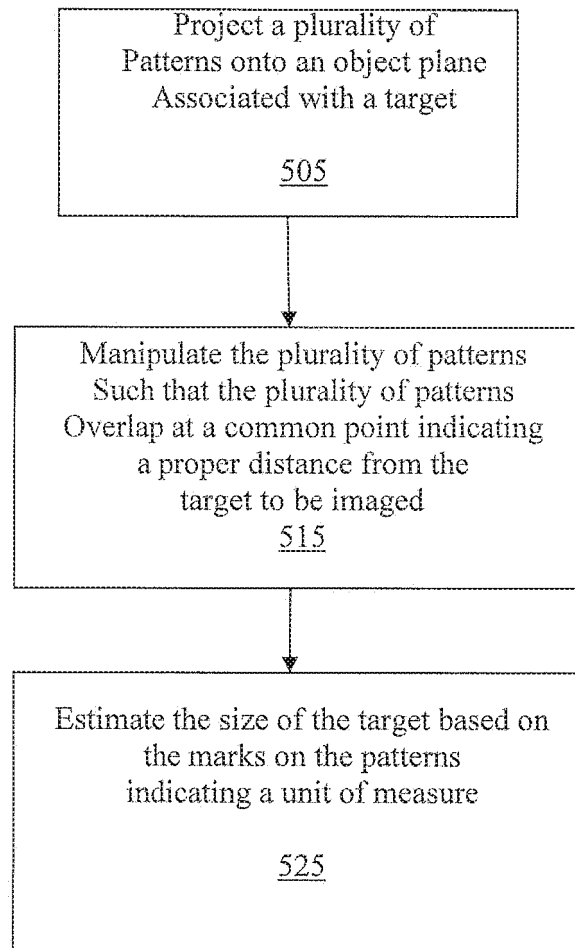 Project a plurality of
Patterns onto an object plane
Associated with a target
505
Manipulate the plurality of patterns
Such that the plurality of patterns
Overlap at a common point indicating
a proper distance from the
target to be imaged
515
Estimate the size of the target based on
the marks on the patterns
indicating a unit of measure
525